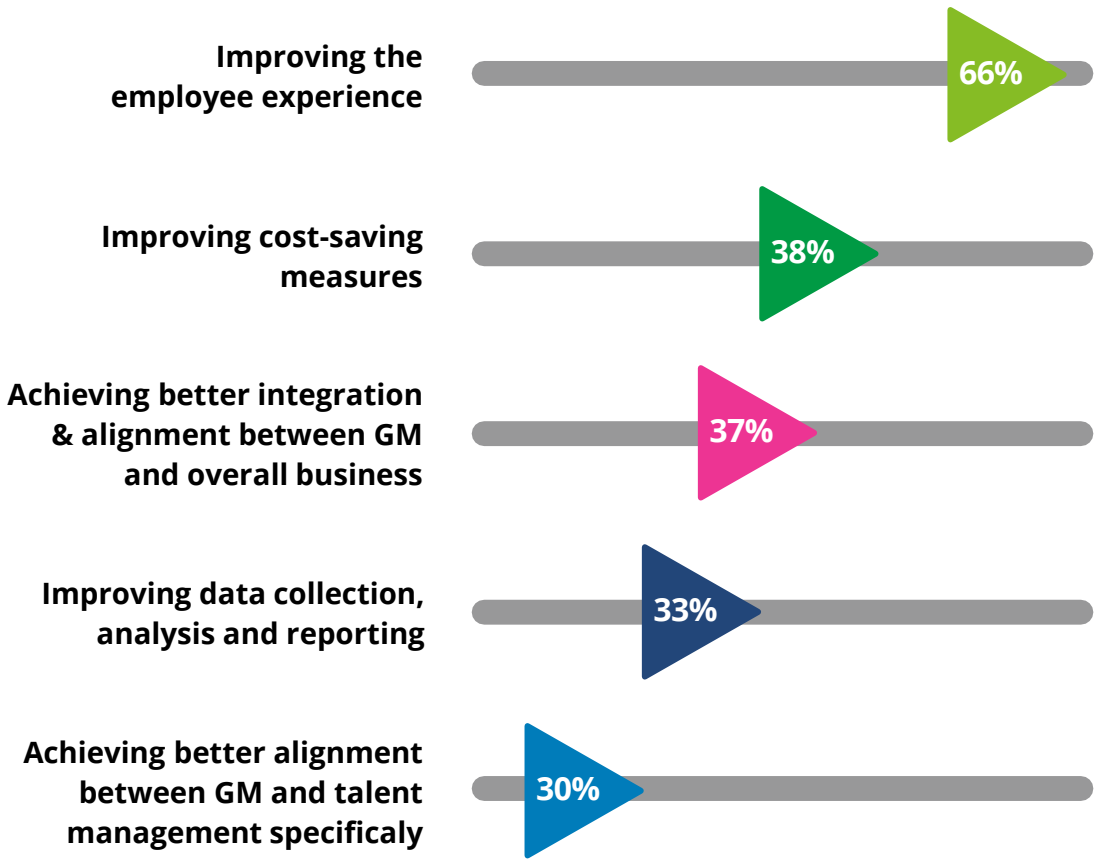 Improving the
employee experience
66%
Improving cost-saving
measures
38%
Achieving better integration
& alignment between GM
and overall business
37%
Improving data collection,
analysis and reporting
33%
Achieving better alignment
between GM and talent
management specificaly
30%